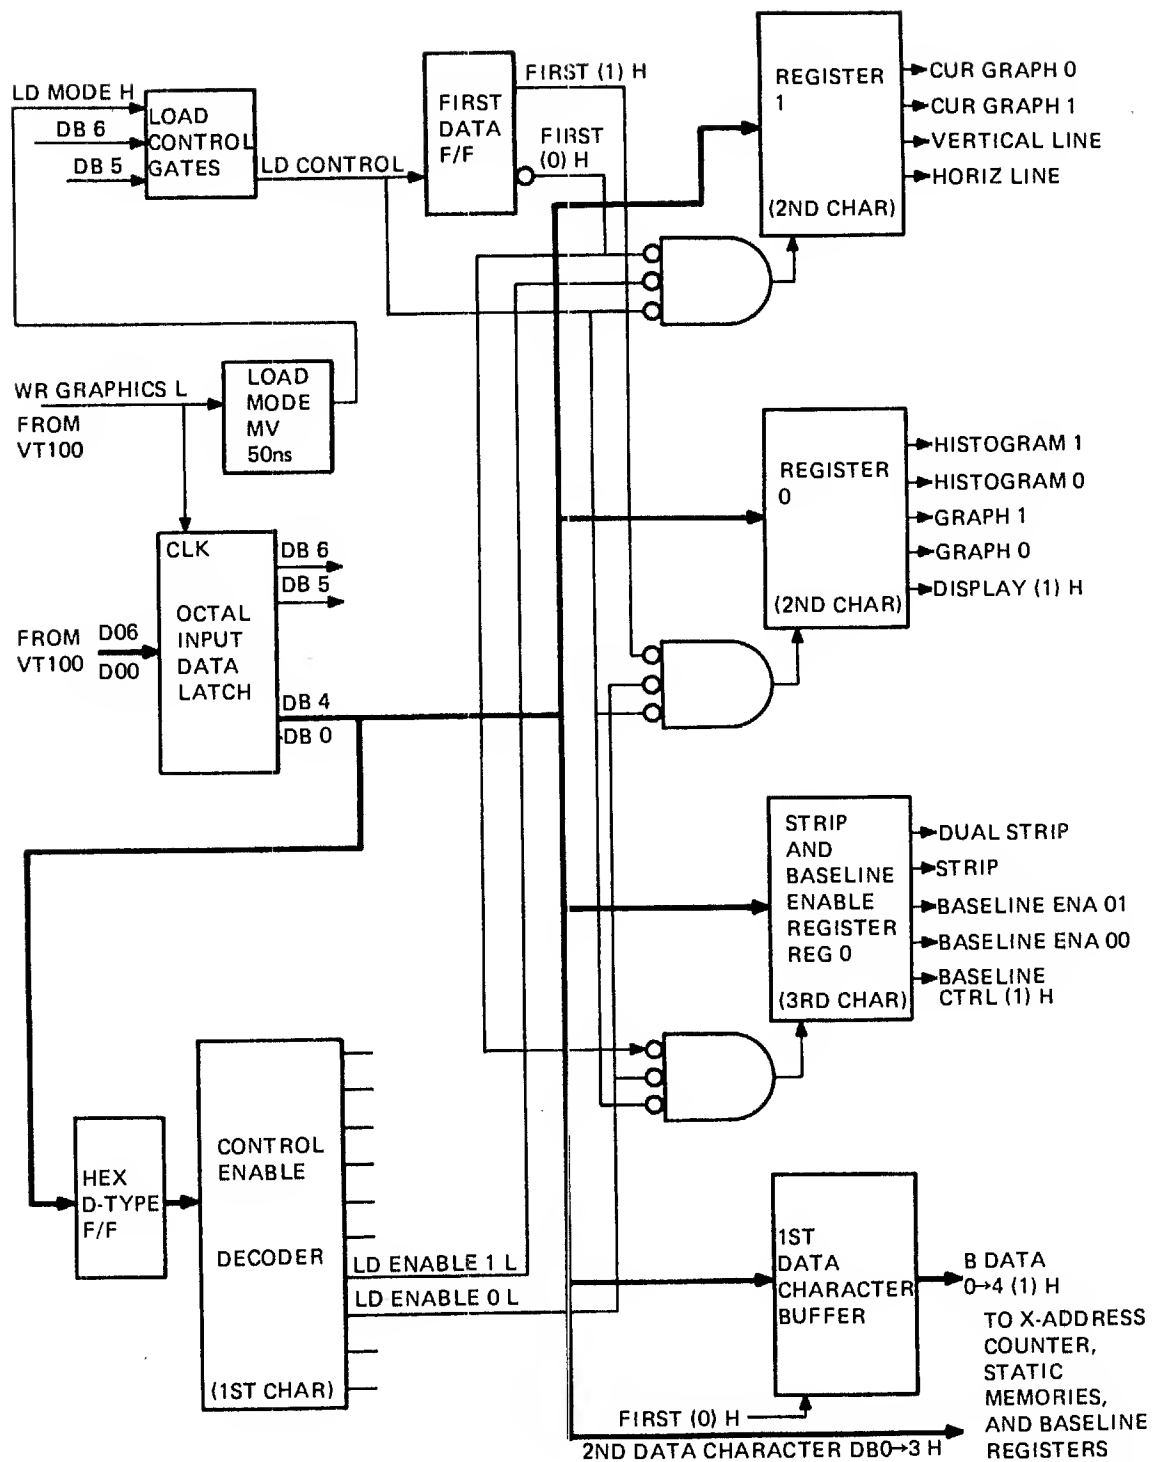 LD MODE H
DB 6
DB 5
LOAD
CONTROL
GATES
LD CONTROL
FIRST
DATA
F/F
FIRST (1) H
FIRST
(0) H
REGISTER
1
(2ND CHAR)
CUR GRAPH 0
CUR GRAPH 1
VERTICAL LINE
HORIZ LINE
WR GRAPHICS L
FROM
VT100
LOAD
MODE
MV
50ns
REGISTER
0
(2ND CHAR)
HISTOGRAM 1
HISTOGRAM 0
GRAPH 1
GRAPH 0
DISPLAY (1) H
CLK
OCTAL
INPUT
DATA
LATCH
DB 6
DB 5
FROM
VT100
D06
D00
DB 4
DB 0
STRIP
AND
BASELINE
ENABLE
REGISTER
REG 0
(3RD CHAR)
DUAL STRIP
STRIP
BASELINE ENA 01
BASELINE ENA 00
BASELINE
CTRL (1) H
HEX
D-TYPE
F/F
CONTROL
ENABLE
DECODER
(1ST CHAR)
LD ENABLE 1 L
LD ENABLE 0 L
1ST
DATA
CHARACTER
BUFFER
FIRST (0) H
2ND DATA CHARACTER DB0→3 H
B DATA
0→4 (1) H
TO X-ADDRESS
COUNTER,
STATIC
MEMORIES,
AND BASELINE
REGISTERS